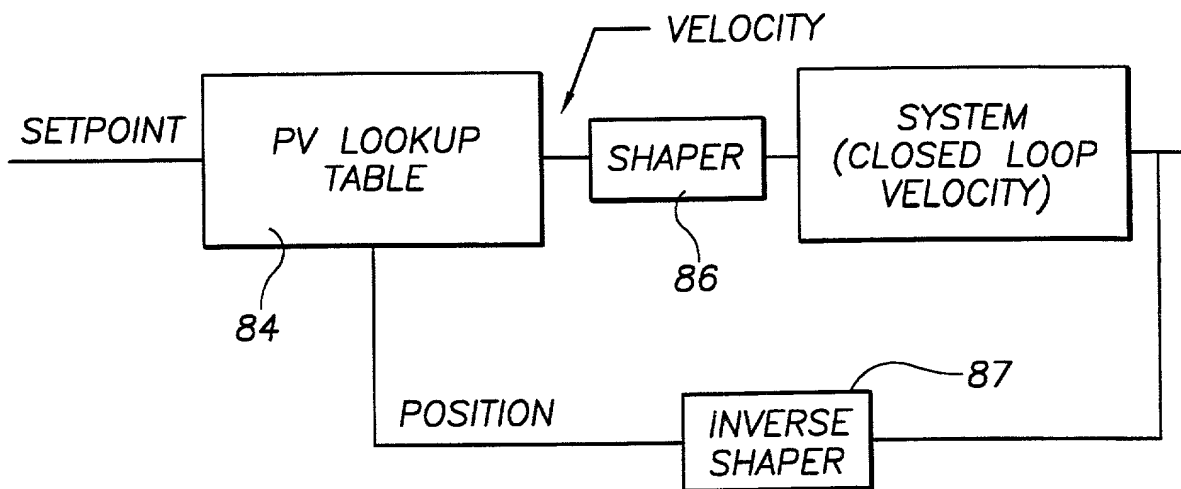 VELOCITY
SETPOINT
PV LOOKUP
TABLE
SHAPER
SYSTEM
(CLOSED LOOP
VELOCITY)
84
86
POSITION
INVERSE
SHAPER
87